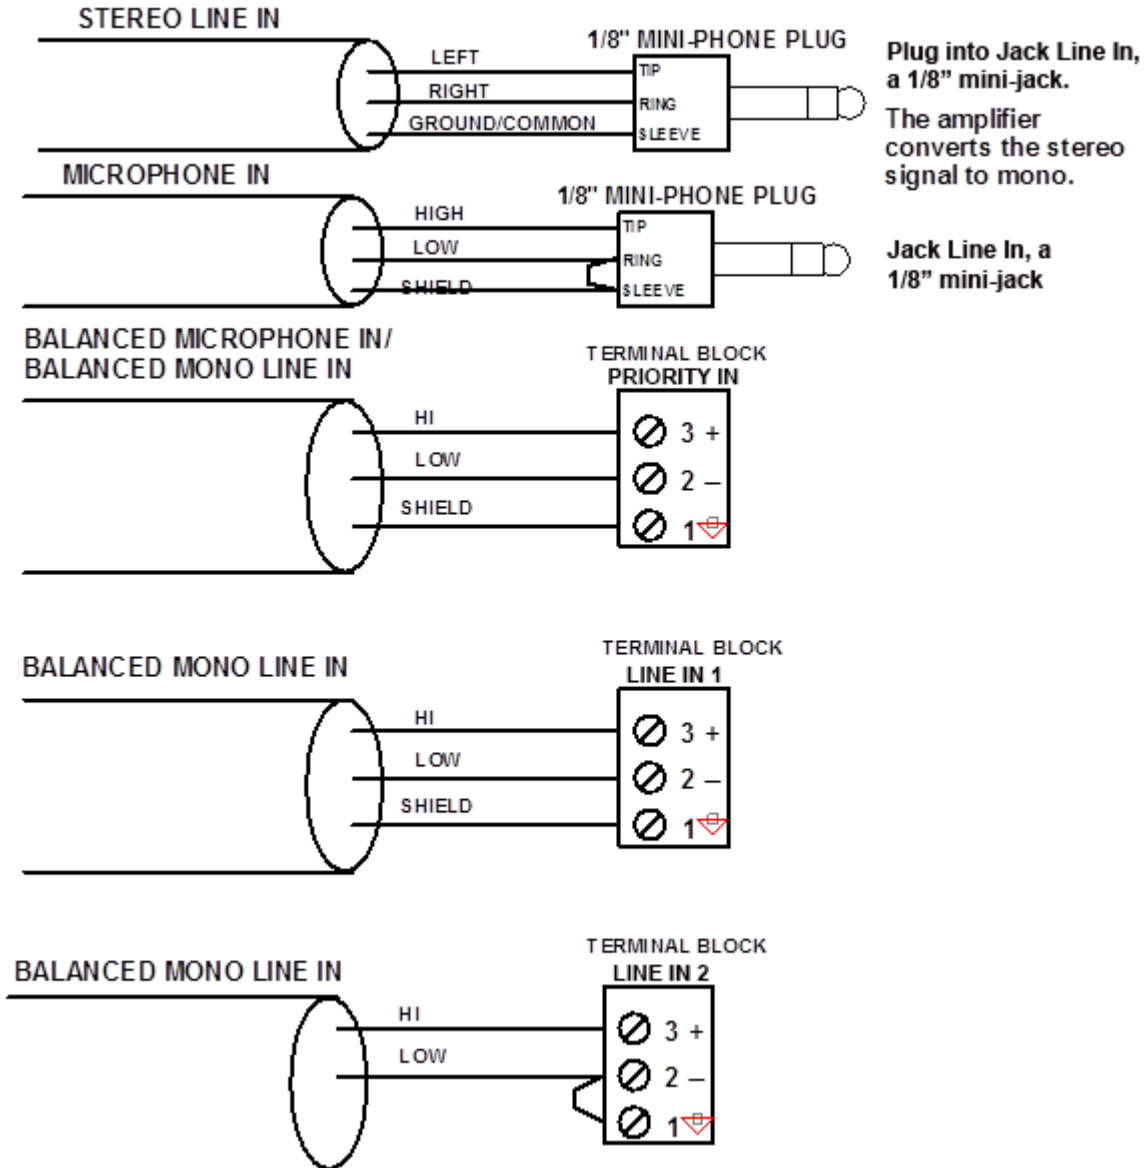 STEREO LINE IN
1/8" MINI-PHONE PLUG
LEFT
RIGHT
GROUND/COMMON
TIP
RING
SLEEVE
Plug into Jack Line In,
a 1/8” mini-jack.
The amplifier
converts the stereo
signal to mono.
MICROPHONE IN
1/8" MINI-PHONE PLUG
HIGH
LOW
SHIELD
TIP
RING
SLEEVE
Jack Line In, a
1/8” mini-jack
BALANCED MICROPHONE IN/
BALANCED MONO LINE IN
TERMINAL BLOCK
PRIORITY IN
HI
LOW
SHIELD
3 +
2 –
1
BALANCED MONO LINE IN
TERMINAL BLOCK
LINE IN 1
HI
LOW
SHIELD
3 +
2 –
1
BALANCED MONO LINE IN
TERMINAL BLOCK
LINE IN 2
HI
LOW
3 +
2 –
1